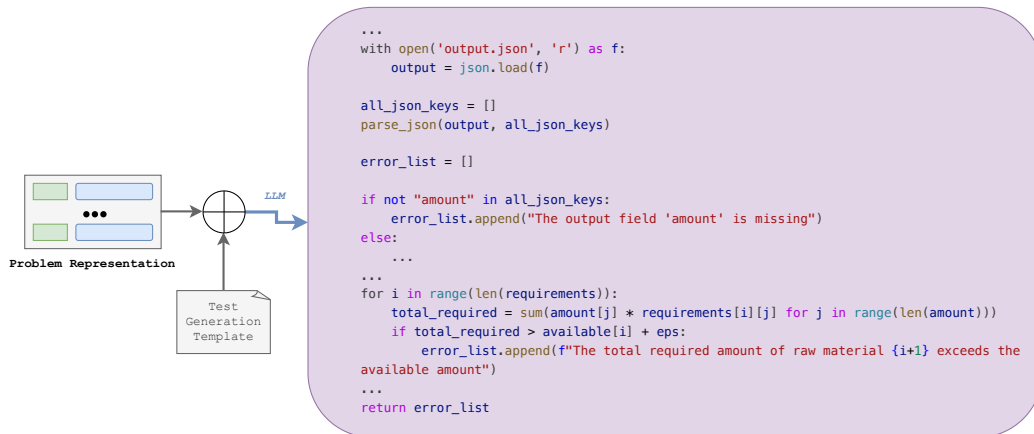 ...
with open('output.json', 'r') as f:
    output = json.load(f)

all_json_keys = []
parse_json(output, all_json_keys)

error_list = []

if not "amount" in all_json_keys:
    error_list.append("The output field 'amount' is missing")
else:
    ...
...
for i in range(len(requirements)):
    total_required = sum(amount[j] * requirements[i][j] for j in range(len(amount)))
    if total_required > available[i] + eps:
        error_list.append(f"The total required amount of raw material {i+1} exceeds the
available amount")
...
return error_list
LLM
Problem Representation
Test
Generation
Template